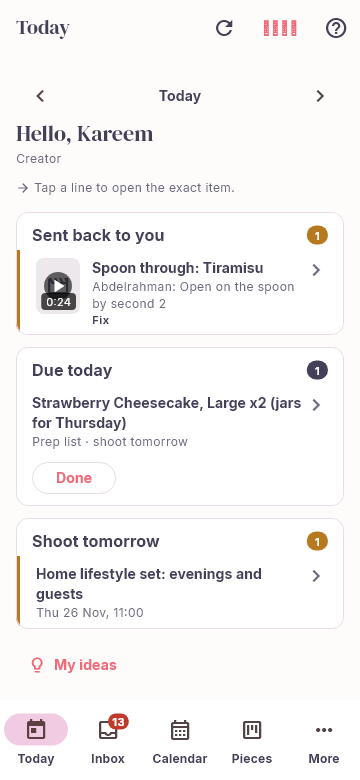 Today
Today
Hello, Kareem
Creator
→ Tap a line to open the exact item.
Sent back to you
1
Spoon through: Tiramisu
Abdelrahman: Open on the spoon
by second 2
0:24
Fix
Due today
1
Strawberry Cheesecake, Large x2 (jars
for Thursday)
Prep list · shoot tomorrow
Done
Shoot tomorrow
1
Home lifestyle set: evenings and
guests
Thu 26 Nov, 11:00
My ideas
13
Today
Inbox
Calendar
Pieces
More